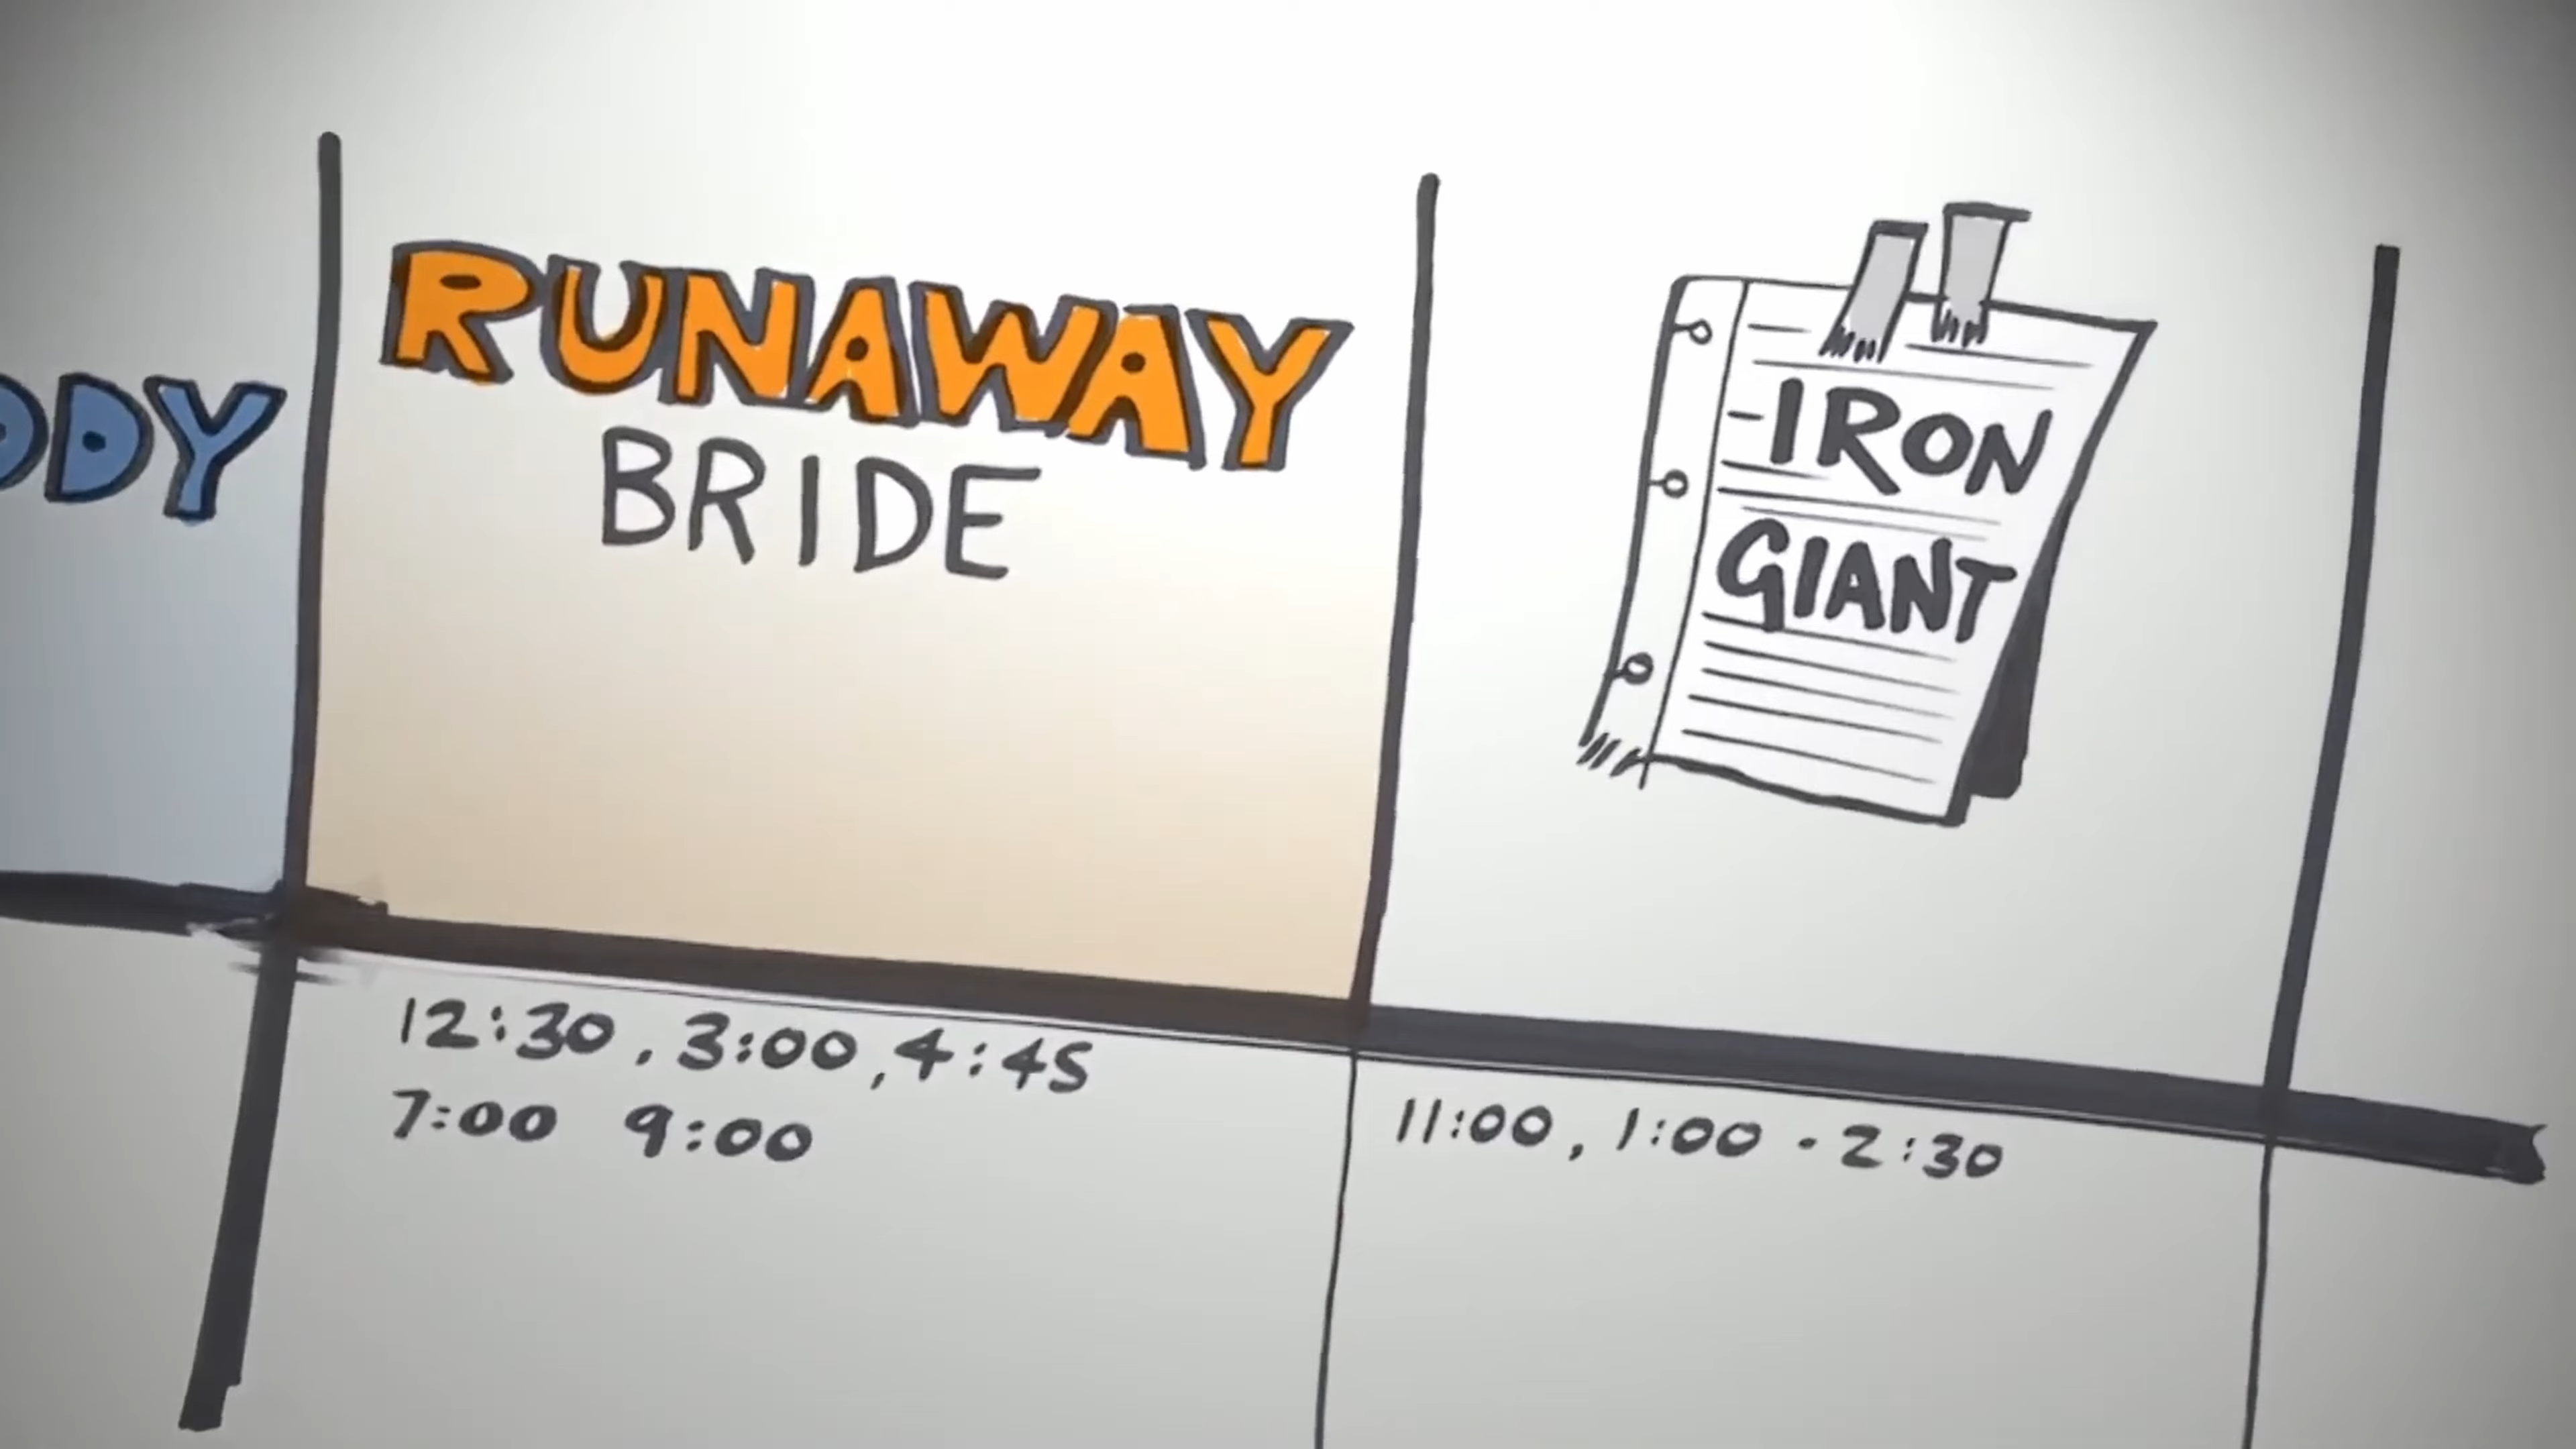 DDY
RUNAWAY
BRIDE
IRON
GIANT
12:30, 3:00, 4:45
7:00 9:00
11:00, 1:00 - 2:30